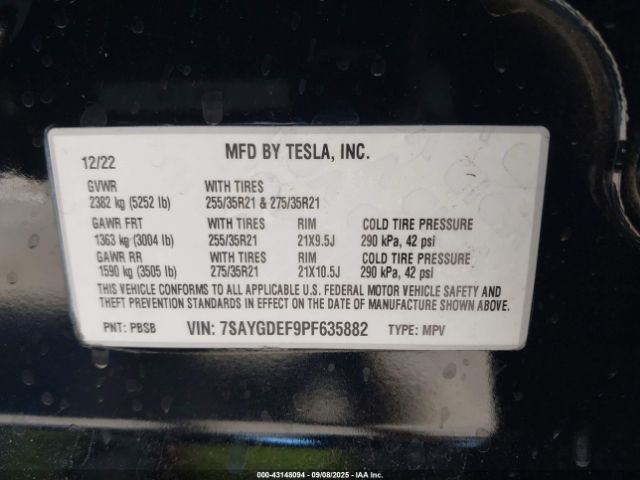 MFD BY TESLA, INC.
12/22
GVWR WITH TIRES
2382 kg (5252 lb) 255/35R21 & 275/35R21
GAWR FRT WITH TIRES RIM COLD TIRE PRESSURE
1363 kg (3004 lb) 255/35R21 21X9.5J 290 kPa, 42 psi
GAWR RR WITH TIRES RIM COLD TIRE PRESSURE
1590 kg (3505 lb) 275/35R21 21X10.5J 290 kPa, 42 psi
THIS VEHICLE CONFORMS TO ALL APPLICABLE U.S. FEDERAL MOTOR VEHICLE SAFETY AND
THEFT PREVENTION STANDARDS IN EFFECT ON THE DATE OF MANUFACTURE SHOWN ABOVE.
PNT: PBSB VIN: 7SAYGDEF9PF635882 TYPE: MPV
000-43148094 - 09/08/2025 - IAAI.COM